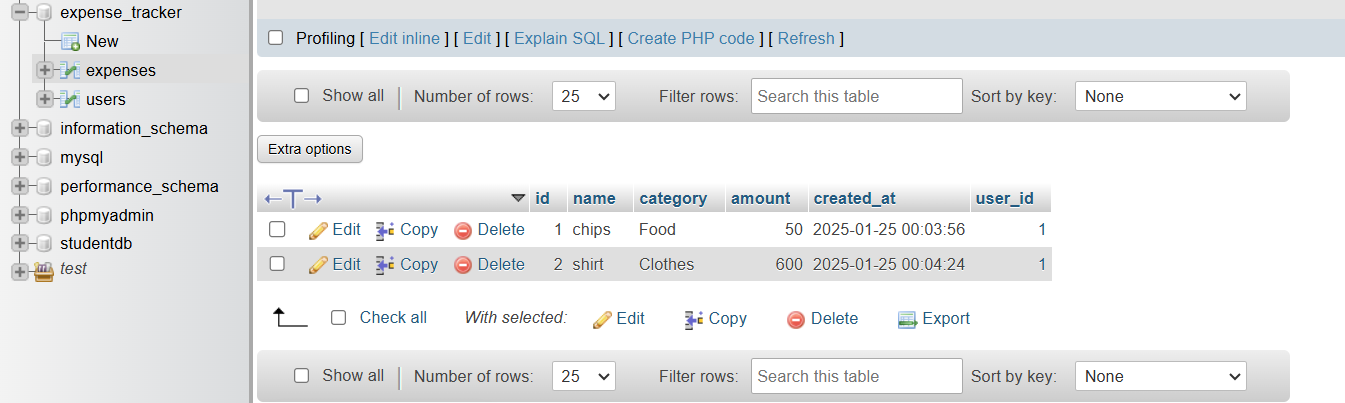 expense_tracker
New
expenses
users
information_schema
mysql
performance_schema
phpmyadmin
studentdb
test
Profiling [ Edit inline ] [ Edit ] [ Explain SQL ] [ Create PHP code ] [ Refresh ]
Show all Number of rows: 25 Filter rows: Search this table Sort by key: None
Extra options
id name category amount created_at user_id
Edit Copy Delete 1 chips Food 50 2025-01-25 00:03:56 1
Edit Copy Delete 2 shirt Clothes 600 2025-01-25 00:04:24 1
Check all With selected: Edit Copy Delete Export
Show all Number of rows: 25 Filter rows: Search this table Sort by key: None